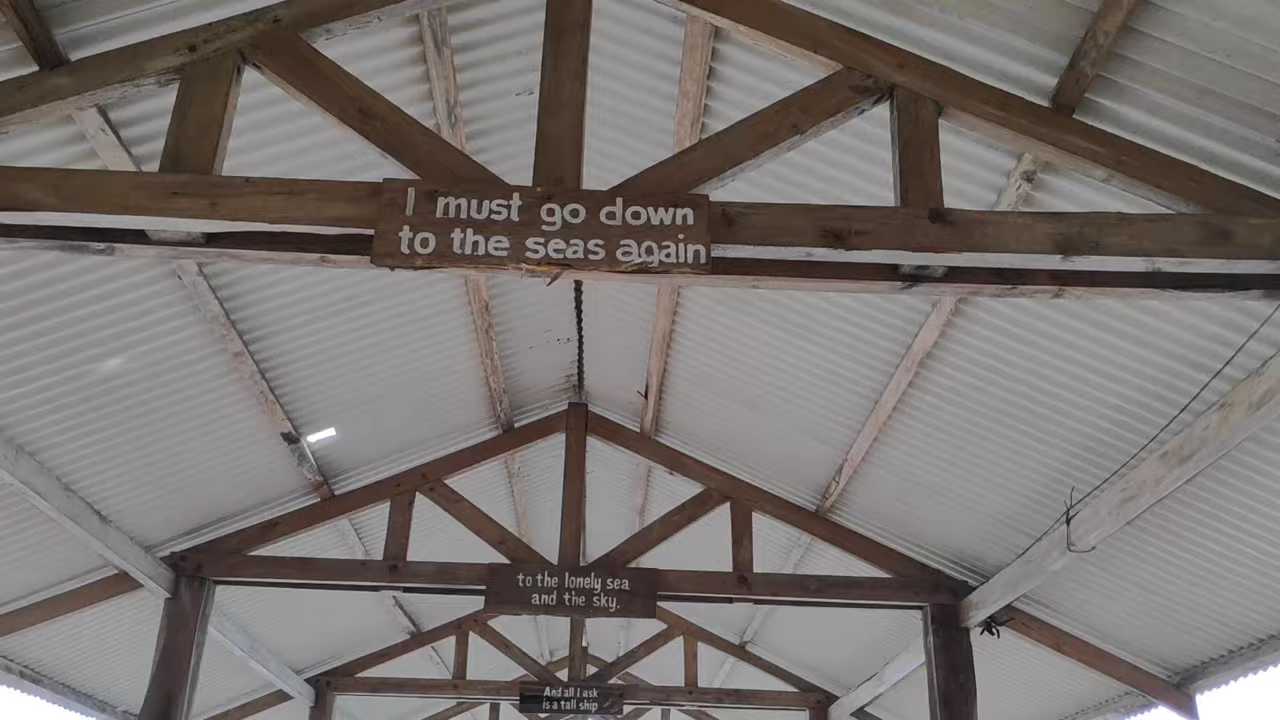 I must go down
to the seas again
to the lonely sea
and the sky,
And all I ask
is a tall ship